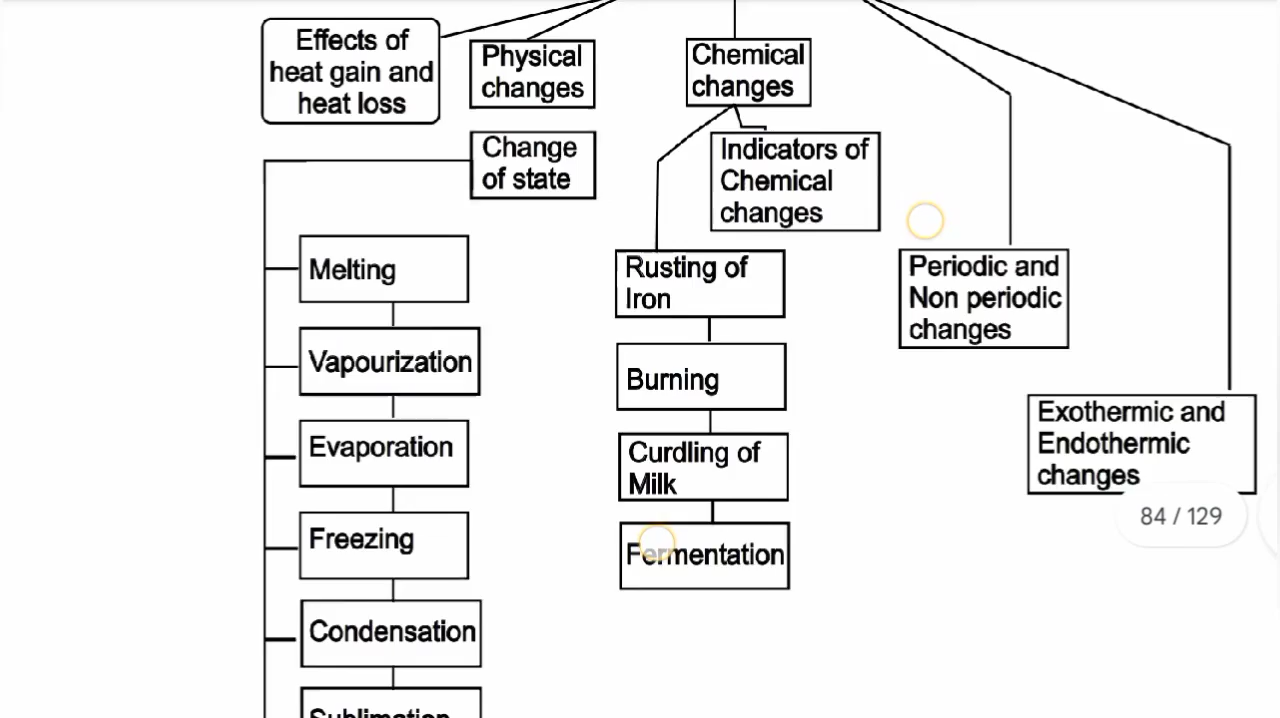 Effects of
heat gain and
heat loss
Physical
changes
Chemical
changes
Change
of state
Indicators of
Chemical
changes
Melting
Vapourization
Evaporation
Freezing
Condensation
Sublimation
Rusting of
Iron
Burning
Curdling of
Milk
Fermentation
Periodic and
Non periodic
changes
Exothermic and
Endothermic
changes
84 / 129